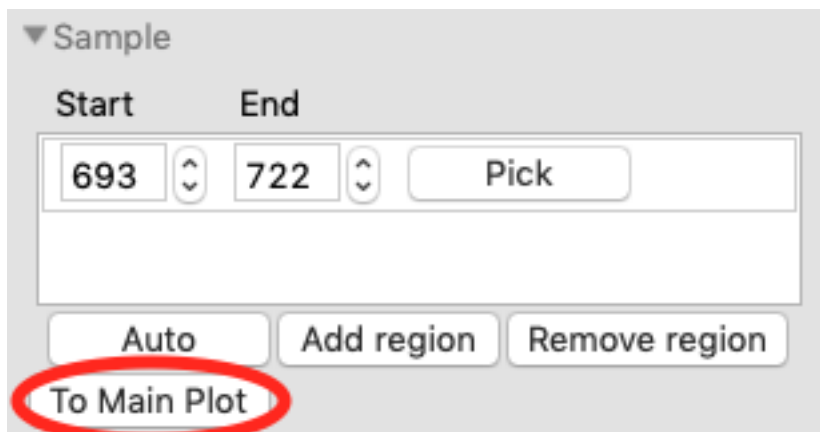 Sample
Start End
693 722 Pick
Auto Add region Remove region
To Main Plot